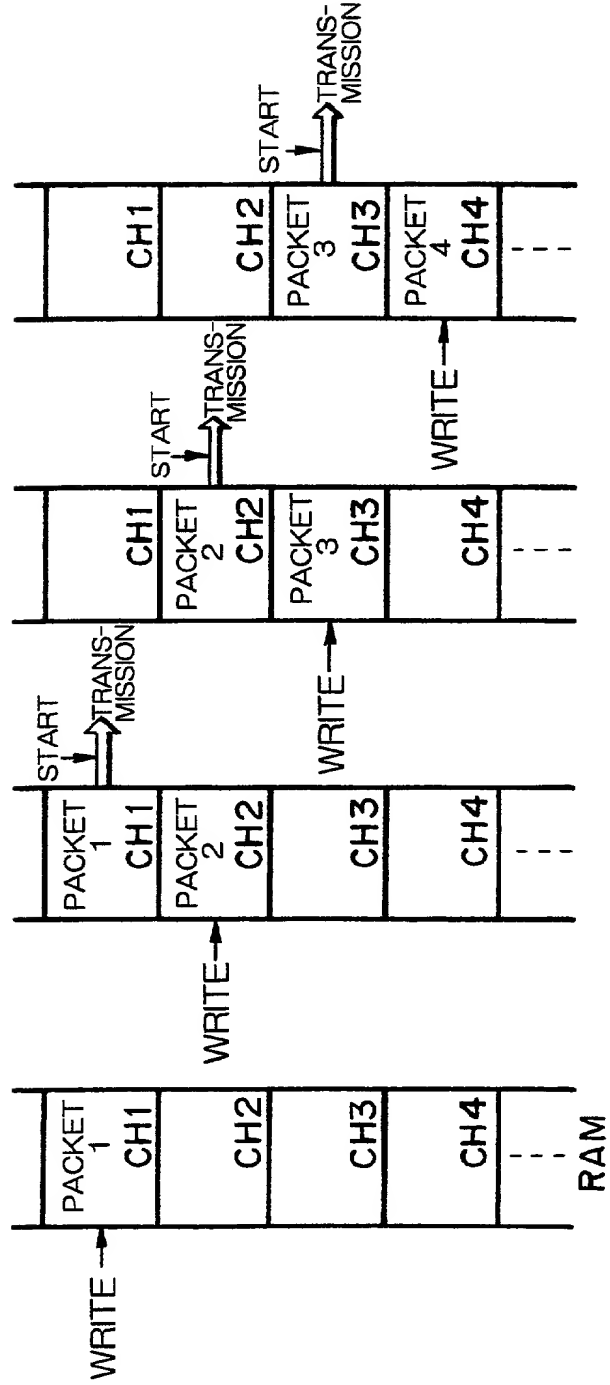 PACKET
1
WRITE
CH1
CH2
CH3
CH4
RAM
START
PACKET
1
TRANS-
MISSION
CH1
PACKET
2
WRITE
CH2
CH3
CH4
CH1
START
PACKET
2
TRANS-
MISSION
CH2
PACKET
3
WRITE
CH3
CH4
CH1
CH2
START
PACKET
3
TRANS-
MISSION
CH3
PACKET
4
WRITE
CH4